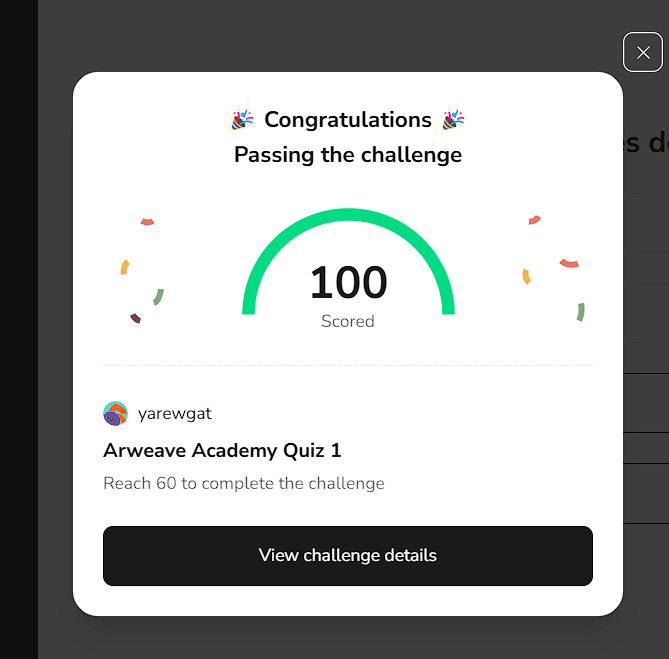 Congratulations
Passing the challenge
100
Scored
yarewgat
Arweave Academy Quiz 1
Reach 60 to complete the challenge
View challenge details